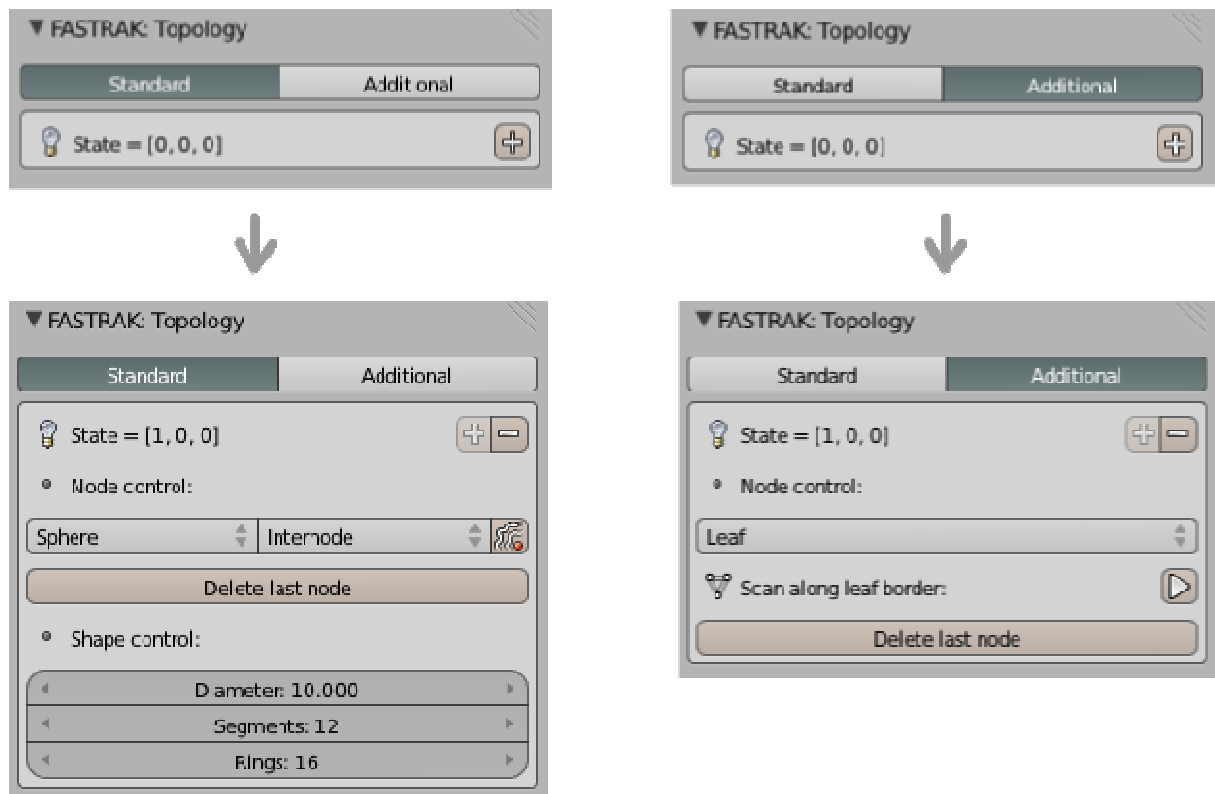 FASTRAK: Topology
Standard Additional
State = [0, 0, 0]
FASTRAK: Topology
Standard Additional
State = [0, 0, 0]
FASTRAK: Topology
Standard Additional
State = [1, 0, 0]
Node control:
Sphere Internode
Delete last node
Shape control:
Diameter: 10.000
Segments: 12
Rings: 16
FASTRAK: Topology
Standard Additional
State = [1, 0, 0]
Node control:
Leaf
Scan along leaf border:
Delete last node